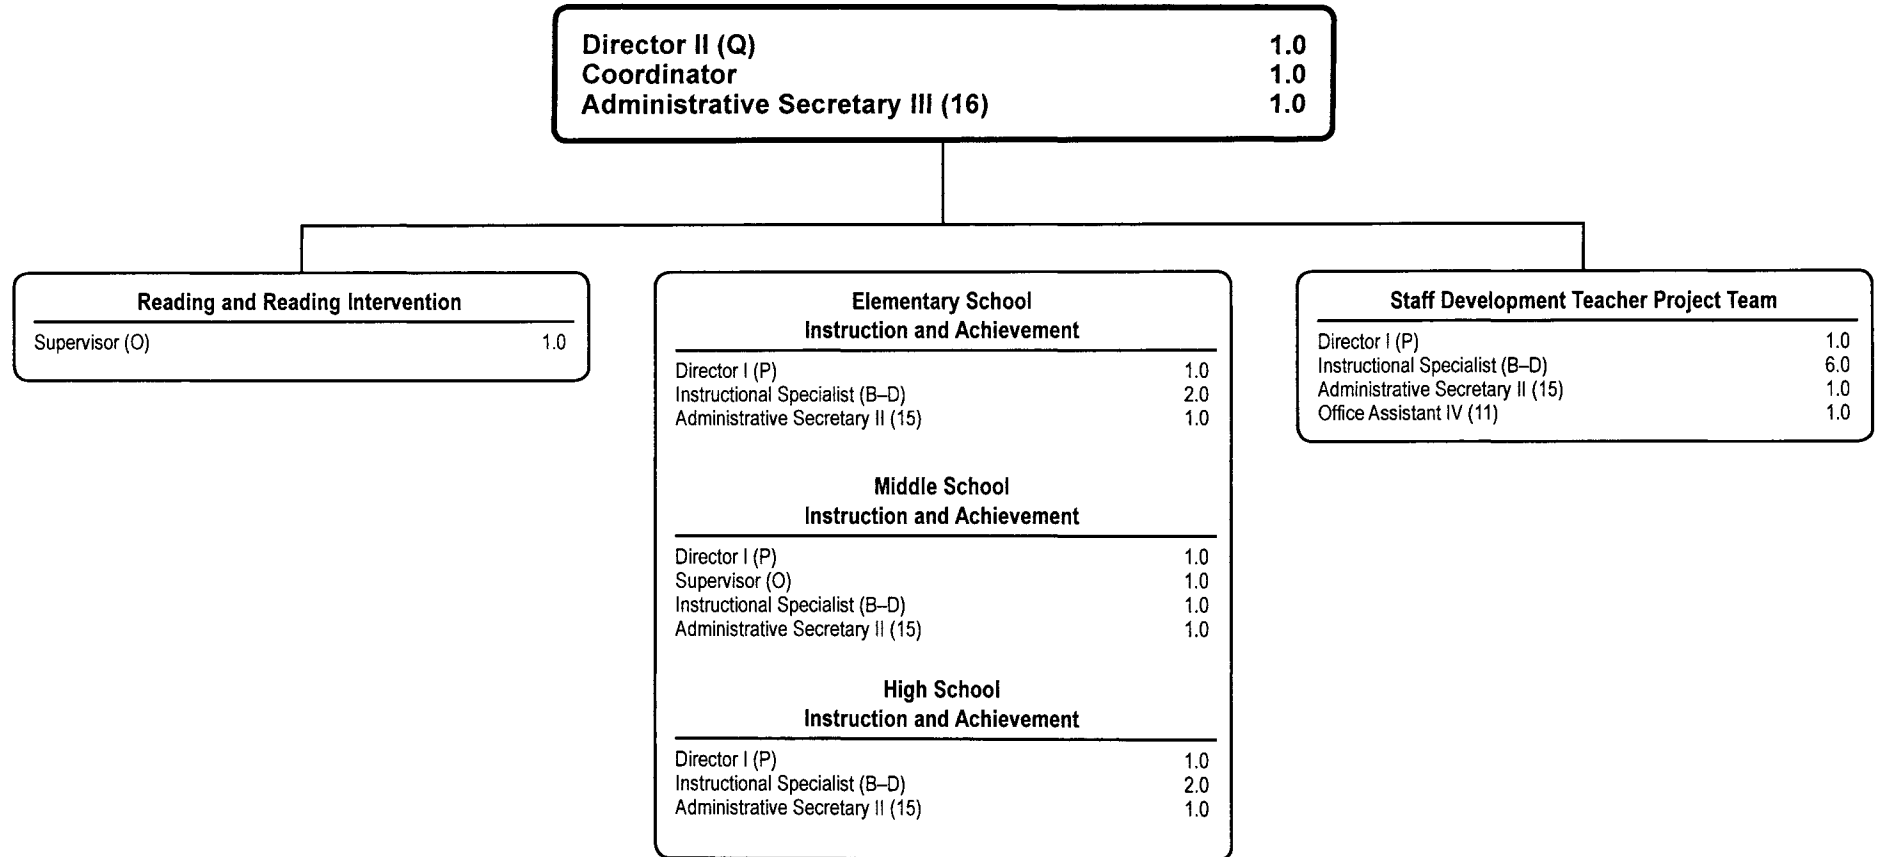 Director II (Q) 1.0
Coordinator 1.0
Administrative Secretary III (16) 1.0
Reading and Reading Intervention
Supervisor (O) 1.0
Elementary School
Instruction and Achievement
Director I (P) 1.0
Instructional Specialist (B–D) 2.0
Administrative Secretary II (15) 1.0
Middle School
Instruction and Achievement
Director I (P) 1.0
Supervisor (O) 1.0
Instructional Specialist (B–D) 1.0
Administrative Secretary II (15) 1.0
High School
Instruction and Achievement
Director I (P) 1.0
Instructional Specialist (B–D) 2.0
Administrative Secretary II (15) 1.0
Staff Development Teacher Project Team
Director I (P) 1.0
Instructional Specialist (B–D) 6.0
Administrative Secretary II (15) 1.0
Office Assistant IV (11) 1.0